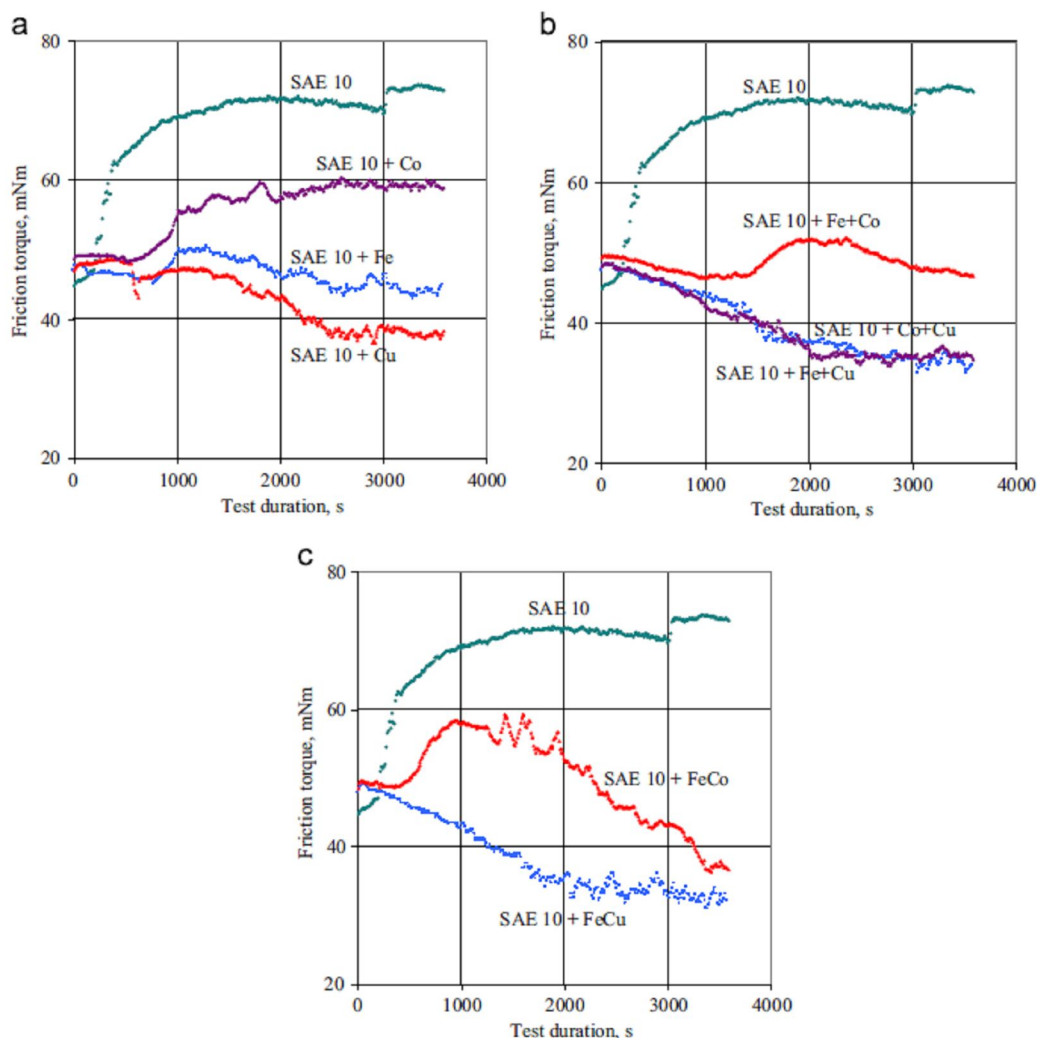 a
80
60
40
20
Friction torque, mNm
SAE 10
SAE 10 + Co
SAE 10 + Fe
SAE 10 + Cu
0 1000 2000 3000 4000
Test duration, s
b
80
60
40
20
Friction torque, mNm
SAE 10
SAE 10 + Fe+Co
SAE 10 + Co+Cu
SAE 10 + Fe+Cu
0 1000 2000 3000 4000
Test duration, s
c
80
60
40
20
Friction torque, mNm
SAE 10
SAE 10 + FeCo
SAE 10 + FeCu
0 1000 2000 3000 4000
Test duration, s